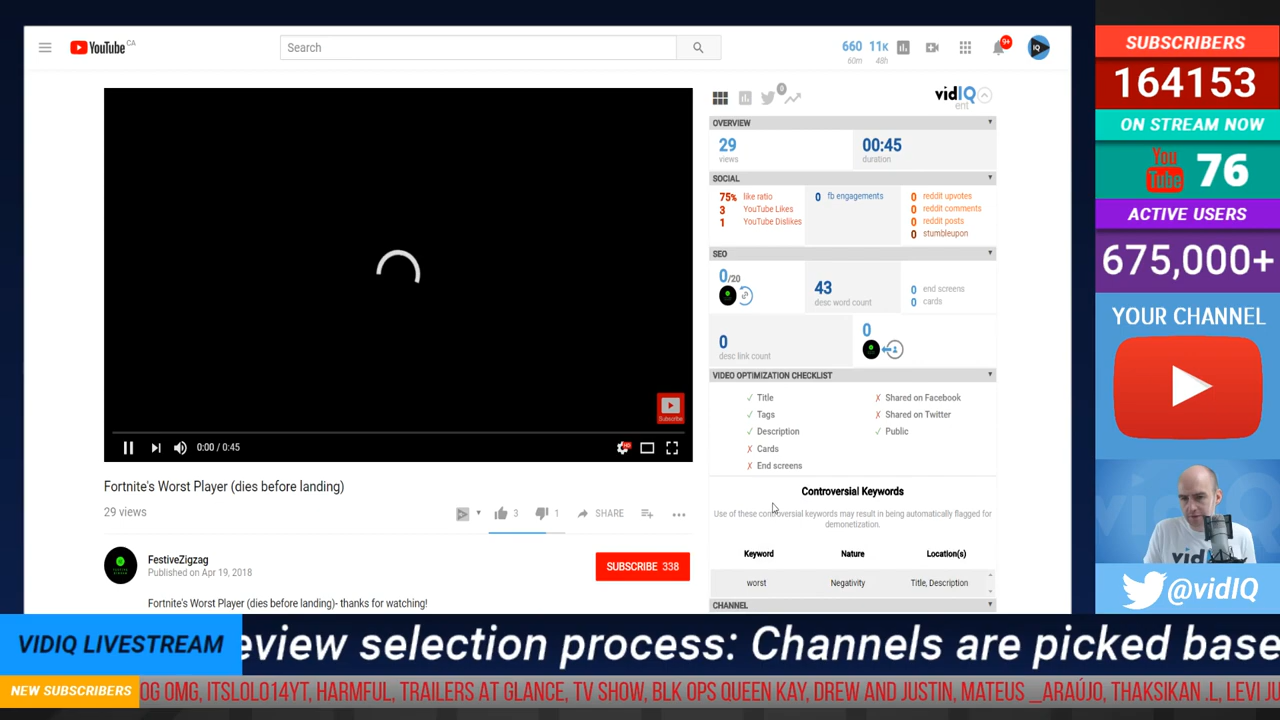 YouTube CA
Search
660 11K
60m 48h
9+
IQ
0
vidIQ
ent
OVERVIEW
29
views
00:45
duration
SOCIAL
75% like ratio
3 YouTube Likes
1 YouTube Dislikes
0 fb engagements
0 reddit upvotes
0 reddit comments
0 reddit posts
0 stumbleupon
SEO
0/20
43
desc word count
0 end screens
0 cards
0
desc link count
0
VIDEO OPTIMIZATION CHECKLIST
✓ Title
✓ Tags
✓ Description
✗ Cards
✗ End screens
✗ Shared on Facebook
✗ Shared on Twitter
✓ Public
Controversial Keywords
Use of these controversial keywords may result in being automatically flagged for
demonetization.
Keyword Nature Location(s)
worst Negativity Title, Description
CHANNEL
Subscribe
0:00 / 0:45
HD
Fortnite's Worst Player (dies before landing)
29 views
3 1 SHARE
FestiveZigzag
Published on Apr 19, 2018
SUBSCRIBE 338
Fortnite's Worst Player (dies before landing)- thanks for watching!
SUBSCRIBERS
164153
ON STREAM NOW
You
Tube
76
ACTIVE USERS
675,000+
YOUR CHANNEL
vidIQ
@vidIQ
VIDIQ LIVESTREAM
eview selection process: Channels are picked base
NEW SUBSCRIBERS
OG OMG, ITSLOLO14YT, HARMFUL, TRAILERS AT GLANCE, TV SHOW, BLK OPS QUEEN KAY, DREW AND JUSTIN, MATEUS _ARAÚJO, THAKSIKAN .L, LEVI JU